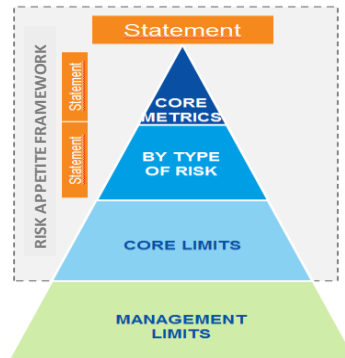 Statement
RISK APPETITE FRAMEWORK
Statement
Statement
CORE
METRICS
BY TYPE
OF RISK
CORE LIMITS
MANAGEMENT
LIMITS